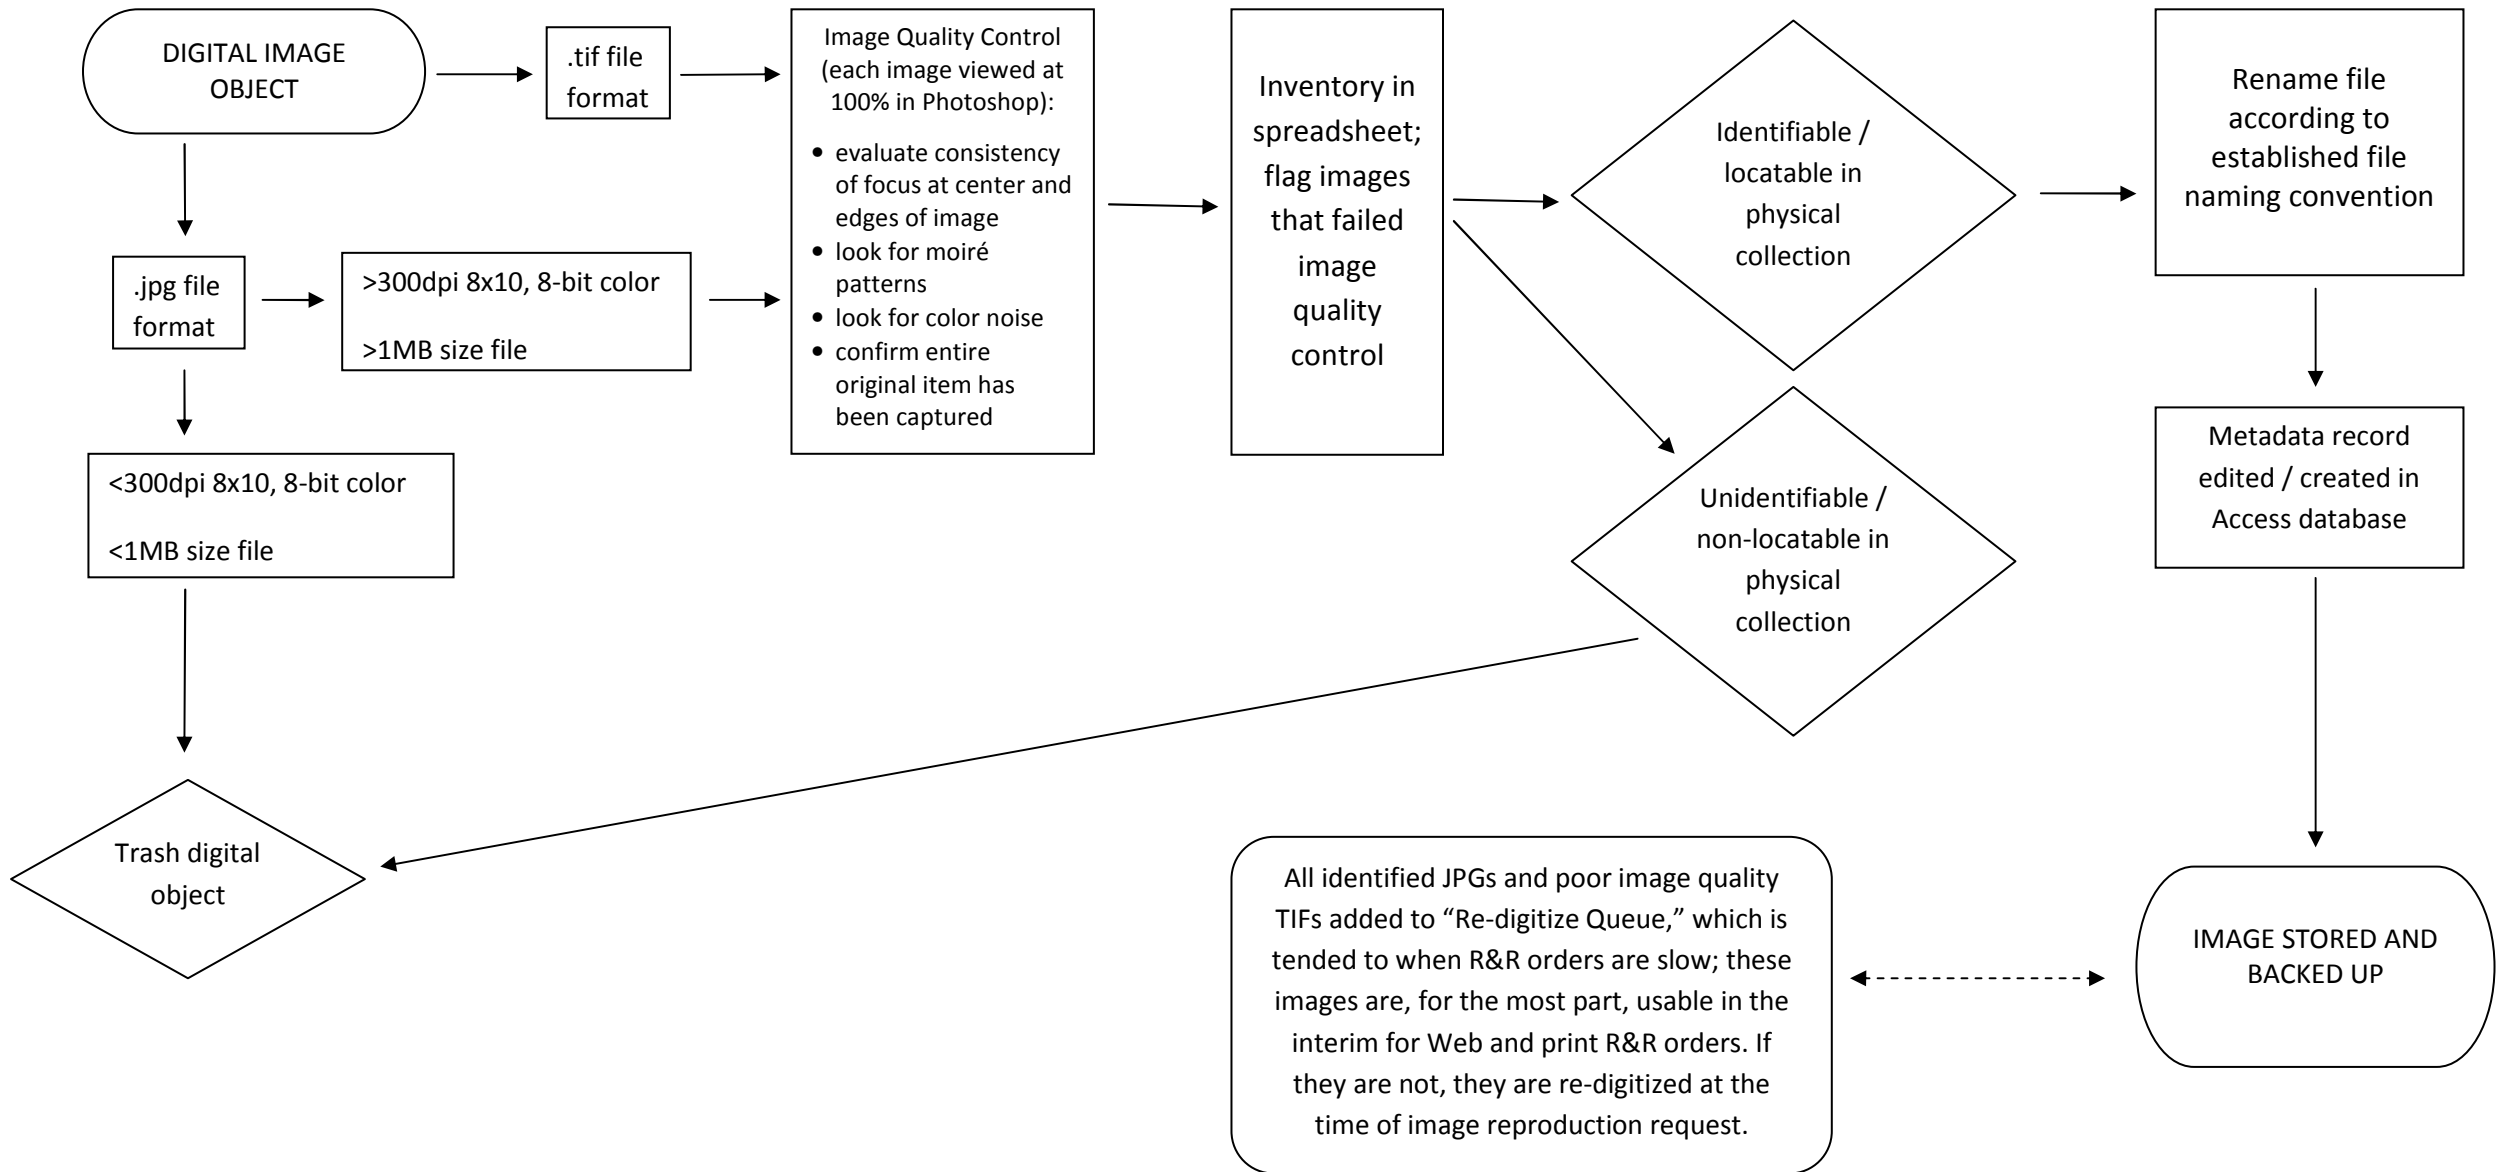 DIGITAL IMAGE
OBJECT
.tif file
format
.jpg file
format
>300dpi 8x10, 8-bit color
>1MB size file
<300dpi 8x10, 8-bit color
<1MB size file
Trash digital
object
Image Quality Control
(each image viewed at
100% in Photoshop):
• evaluate consistency
of focus at center and
edges of image
• look for moiré
patterns
• look for color noise
• confirm entire
original item has
been captured
Inventory in
spreadsheet;
flag images
that failed
image
quality
control
Identifiable /
locatable in
physical
collection
Unidentifiable /
non-locatable in
physical
collection
Rename file
according to
established file
naming convention
Metadata record
edited / created in
Access database
IMAGE STORED AND
BACKED UP
All identified JPGs and poor image quality
TIFs added to “Re-digitize Queue,” which is
tended to when R&R orders are slow; these
images are, for the most part, usable in the
interim for Web and print R&R orders. If
they are not, they are re-digitized at the
time of image reproduction request.